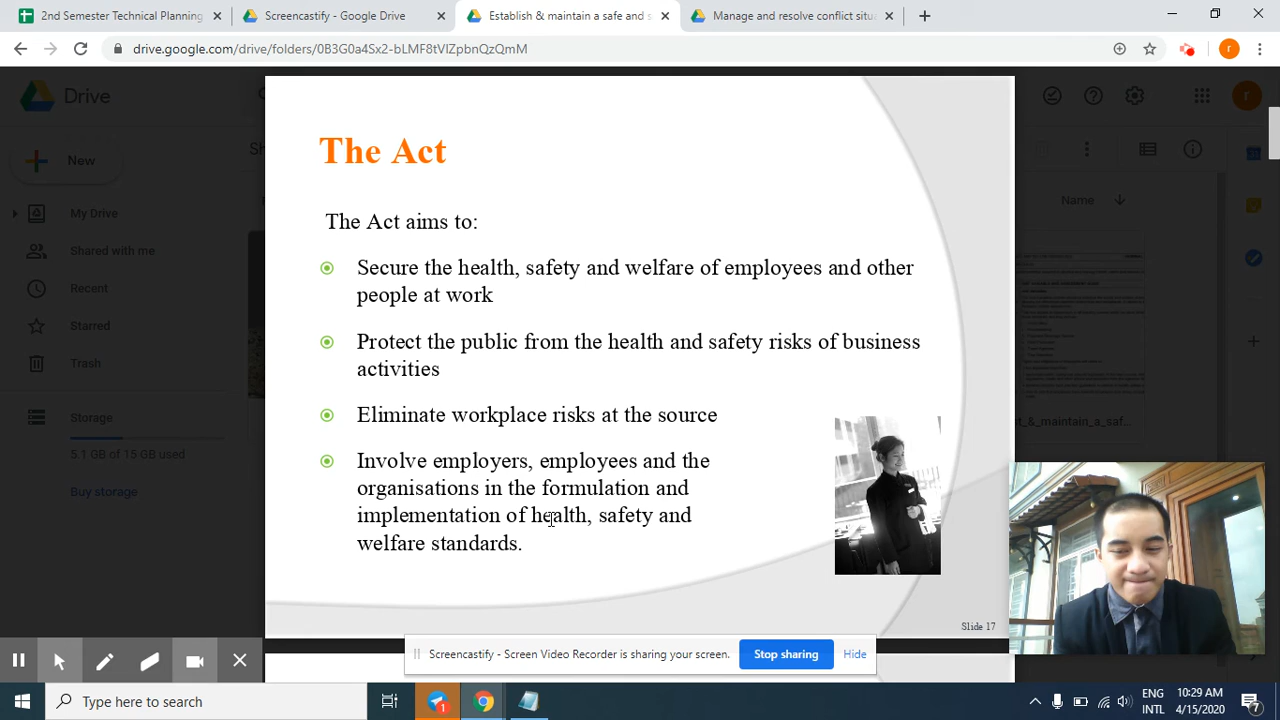 2nd Semester Technical Planning
Screencastify - Google Drive
Establish & maintain a safe and s
Manage and resolve conflict situ
drive.google.com/drive/folders/0B3G0a4Sx2-bLMF8tVlZpbnQzQmM
r
Drive
r
New
Name
My Drive
Shared with me
Recent
Starred
Trash
Storage
5.1 GB of 15 GB used
Buy storage
The Act
The Act aims to:
Secure the health, safety and welfare of employees and other
people at work
Protect the public from the health and safety risks of business
activities
Eliminate workplace risks at the source
Involve employers, employees and the
organisations in the formulation and
implementation of health, safety and
welfare standards.
Slide 17
t_&_maintain_a_saf...
Screencastify - Screen Video Recorder is sharing your screen.
Stop sharing
Hide
Type here to search
1
ENG
INTL
10:29 AM
4/15/2020
7